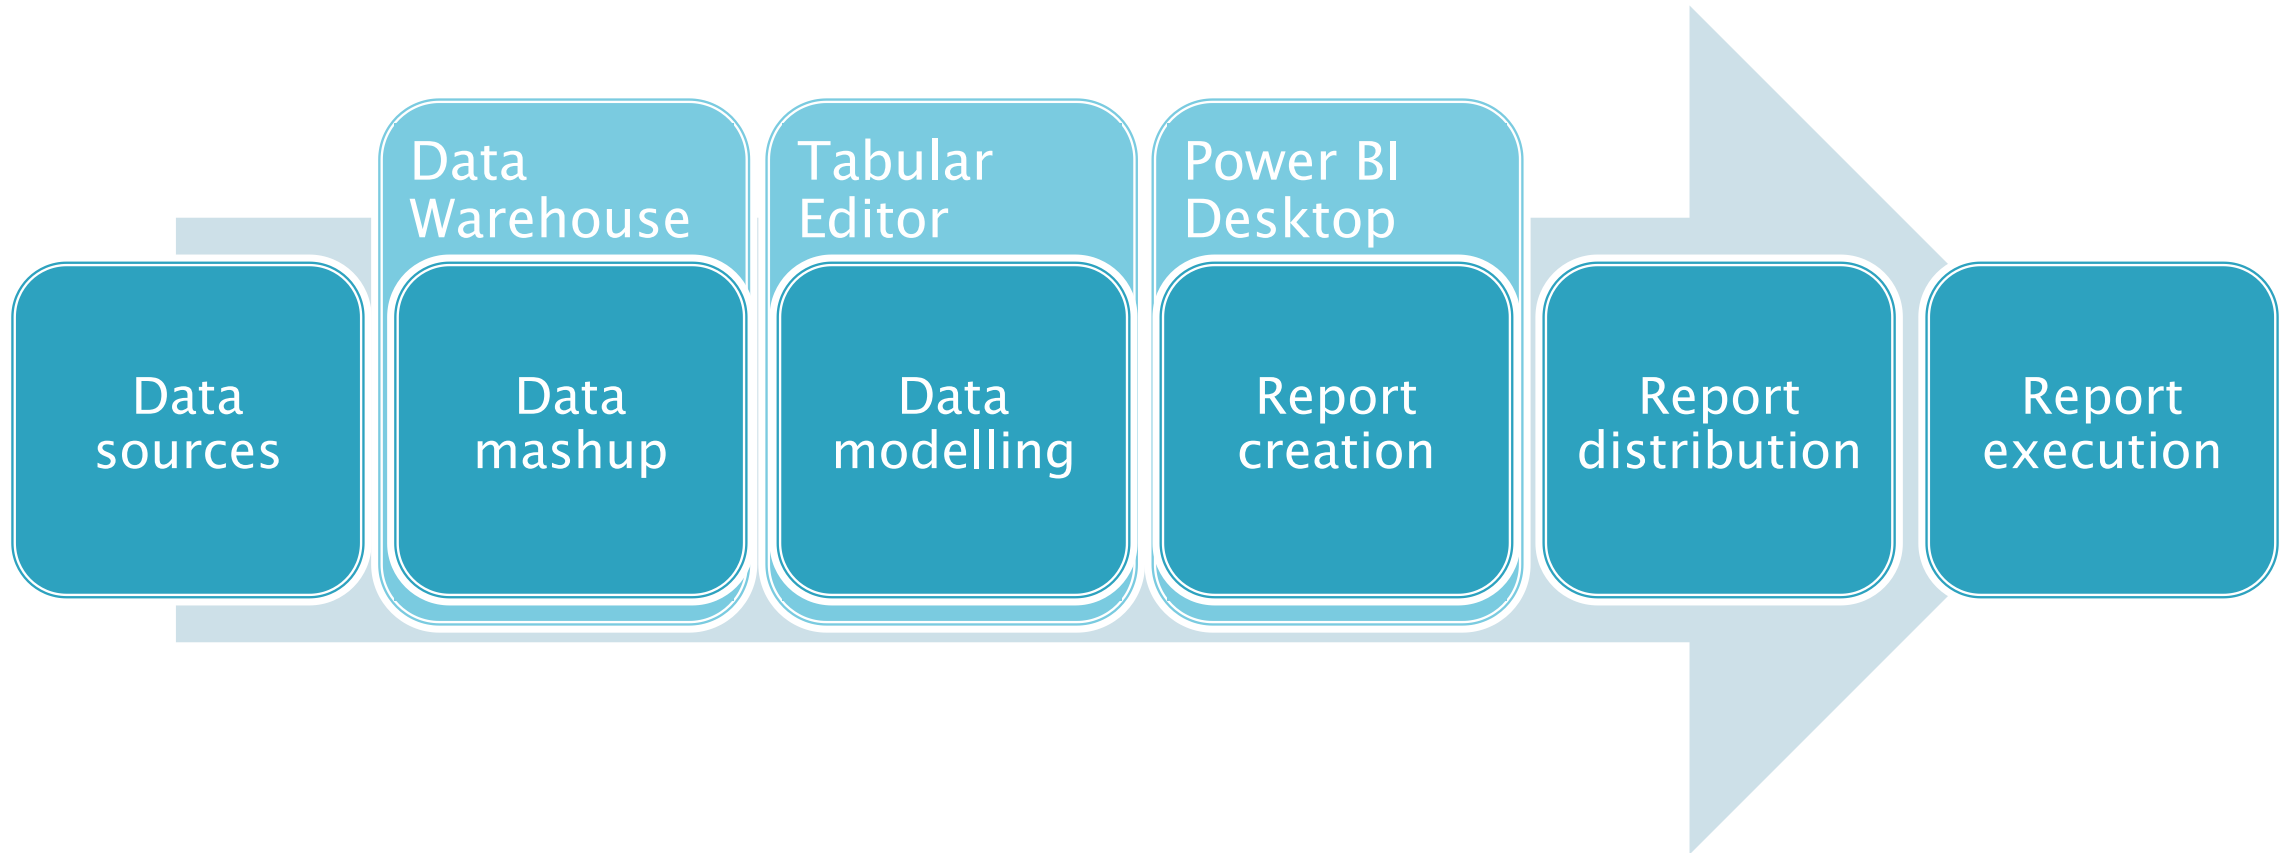 Data
Warehouse
Tabular
Editor
Power BI
Desktop
Data
sources
Data
mashup
Data
modelling
Report
creation
Report
distribution
Report
execution